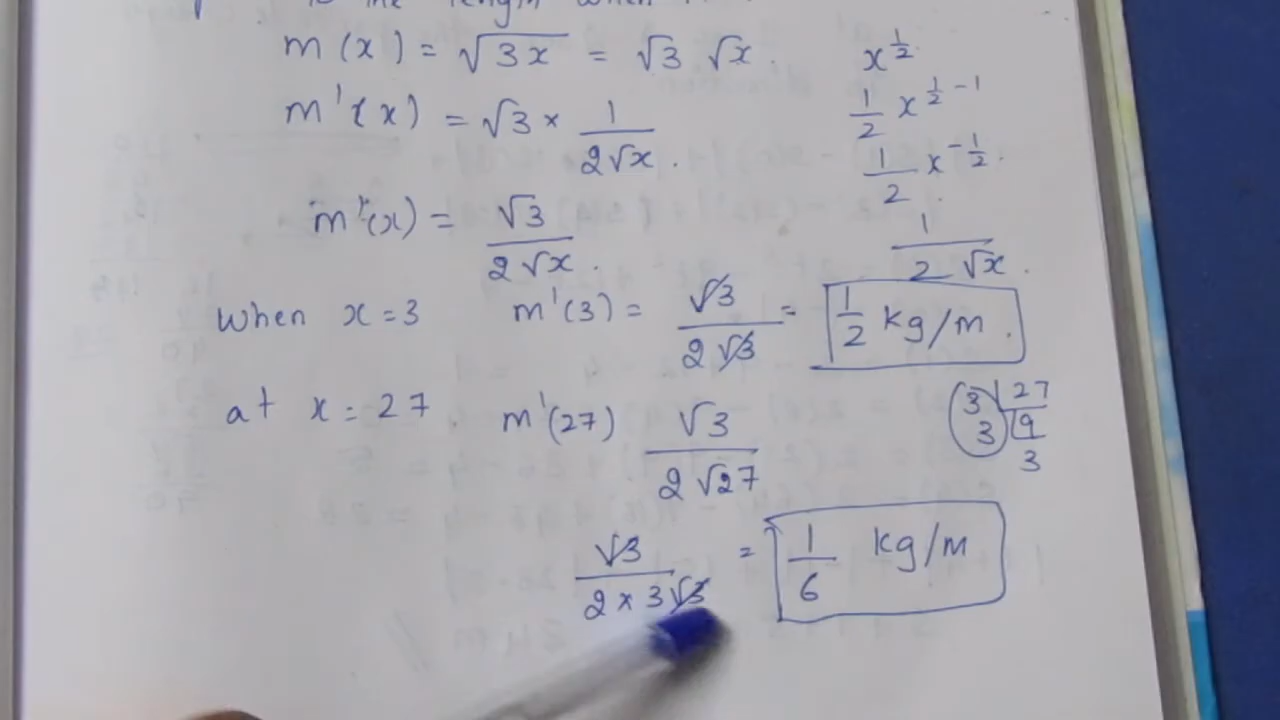 length when
m(x) = √3x = √3 √x.
x^(1/2)
m'(x) = √3 × 1/(2√x).
1/2 x^(1/2 - 1)
1/2 x^(-1/2).
m'(x) = √3/(2√x).
1/(2√x).
When x = 3 m'(3) = √3/(2√3) = 1/2 kg/m.
at x = 27 m'(27) √3/(2√27)
3 | 27
3 | 9
3
√3/(2 × 3√3) = 1/6 kg/m